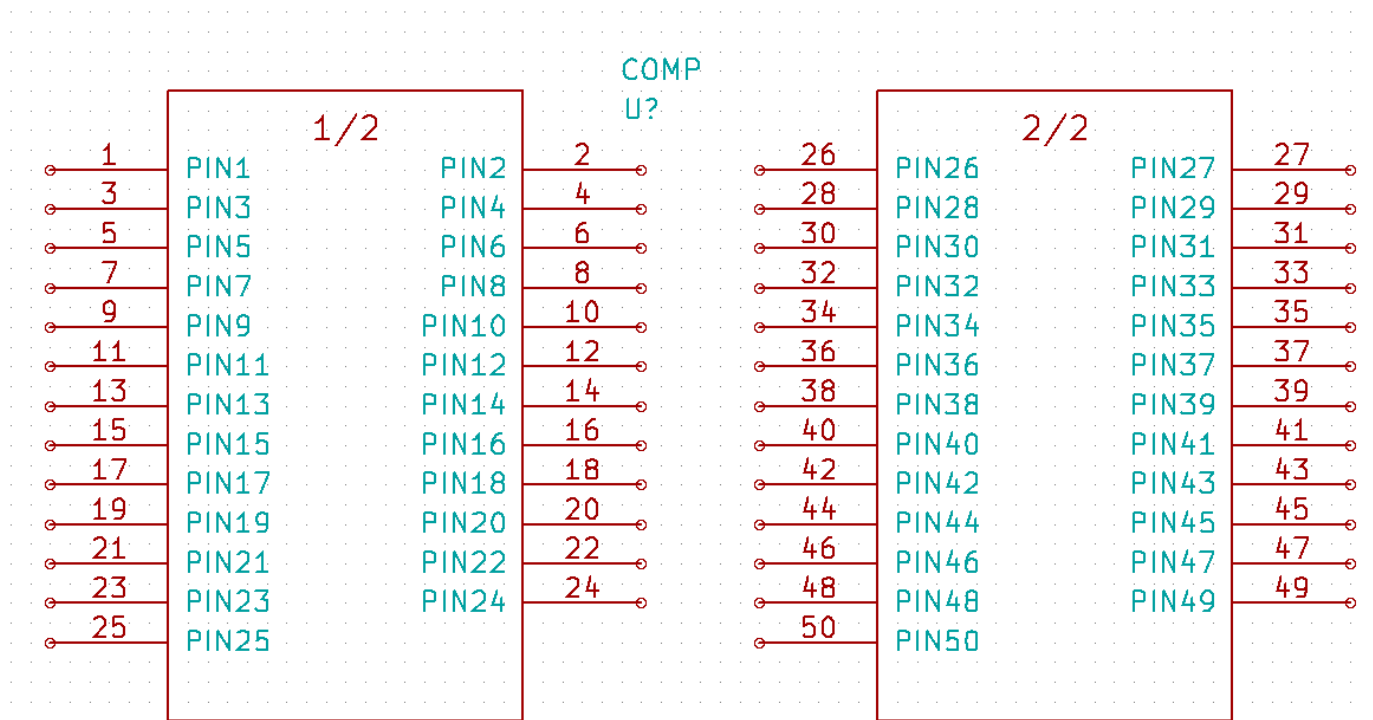 COMP
U?
1/2
1 PIN1 PIN2 2
3 PIN3 PIN4 4
5 PIN5 PIN6 6
7 PIN7 PIN8 8
9 PIN9 PIN10 10
11 PIN11 PIN12 12
13 PIN13 PIN14 14
15 PIN15 PIN16 16
17 PIN17 PIN18 18
19 PIN19 PIN20 20
21 PIN21 PIN22 22
23 PIN23 PIN24 24
25 PIN25
2/2
26 PIN26 PIN27 27
28 PIN28 PIN29 29
30 PIN30 PIN31 31
32 PIN32 PIN33 33
34 PIN34 PIN35 35
36 PIN36 PIN37 37
38 PIN38 PIN39 39
40 PIN40 PIN41 41
42 PIN42 PIN43 43
44 PIN44 PIN45 45
46 PIN46 PIN47 47
48 PIN48 PIN49 49
50 PIN50